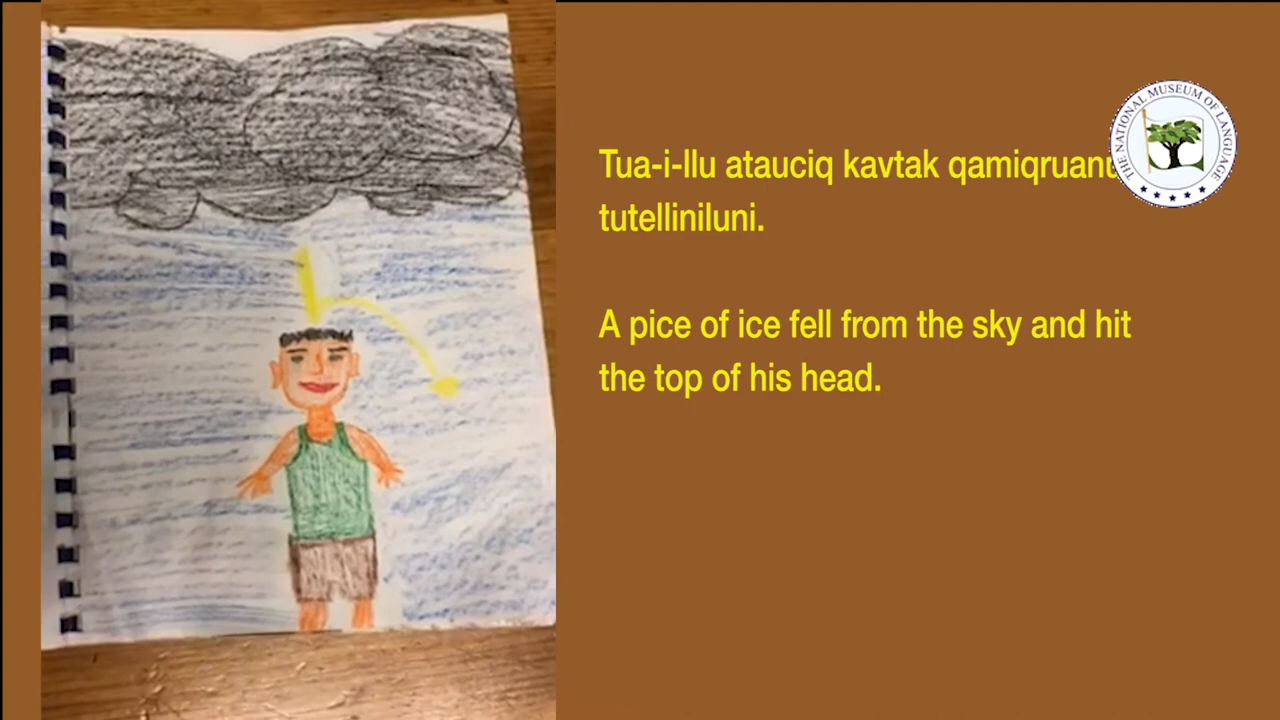 Tua-i-llu atauciq kavtak
tutelliniluni.
A pice of ice fell from the sky and hit
the top of his head.
THE NATIONAL MUSEUM OF LANGUAGE